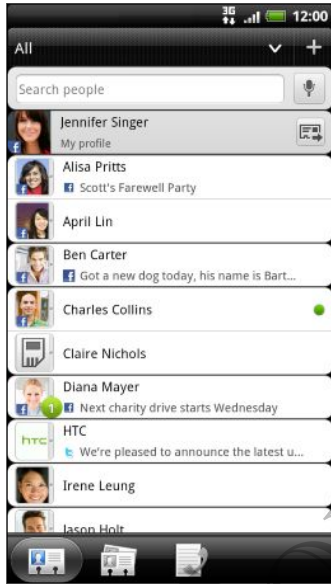 3G 12:00
All
Search people
Jennifer Singer
My profile
Alisa Pritts
Scott's Farewell Party
April Lin
Ben Carter
Got a new dog today, his name is Bart...
Charles Collins
Claire Nichols
Diana Mayer
1 Next charity drive starts Wednesday
hTC HTC
We're pleased to announce the latest u...
Irene Leung
Jason Holt